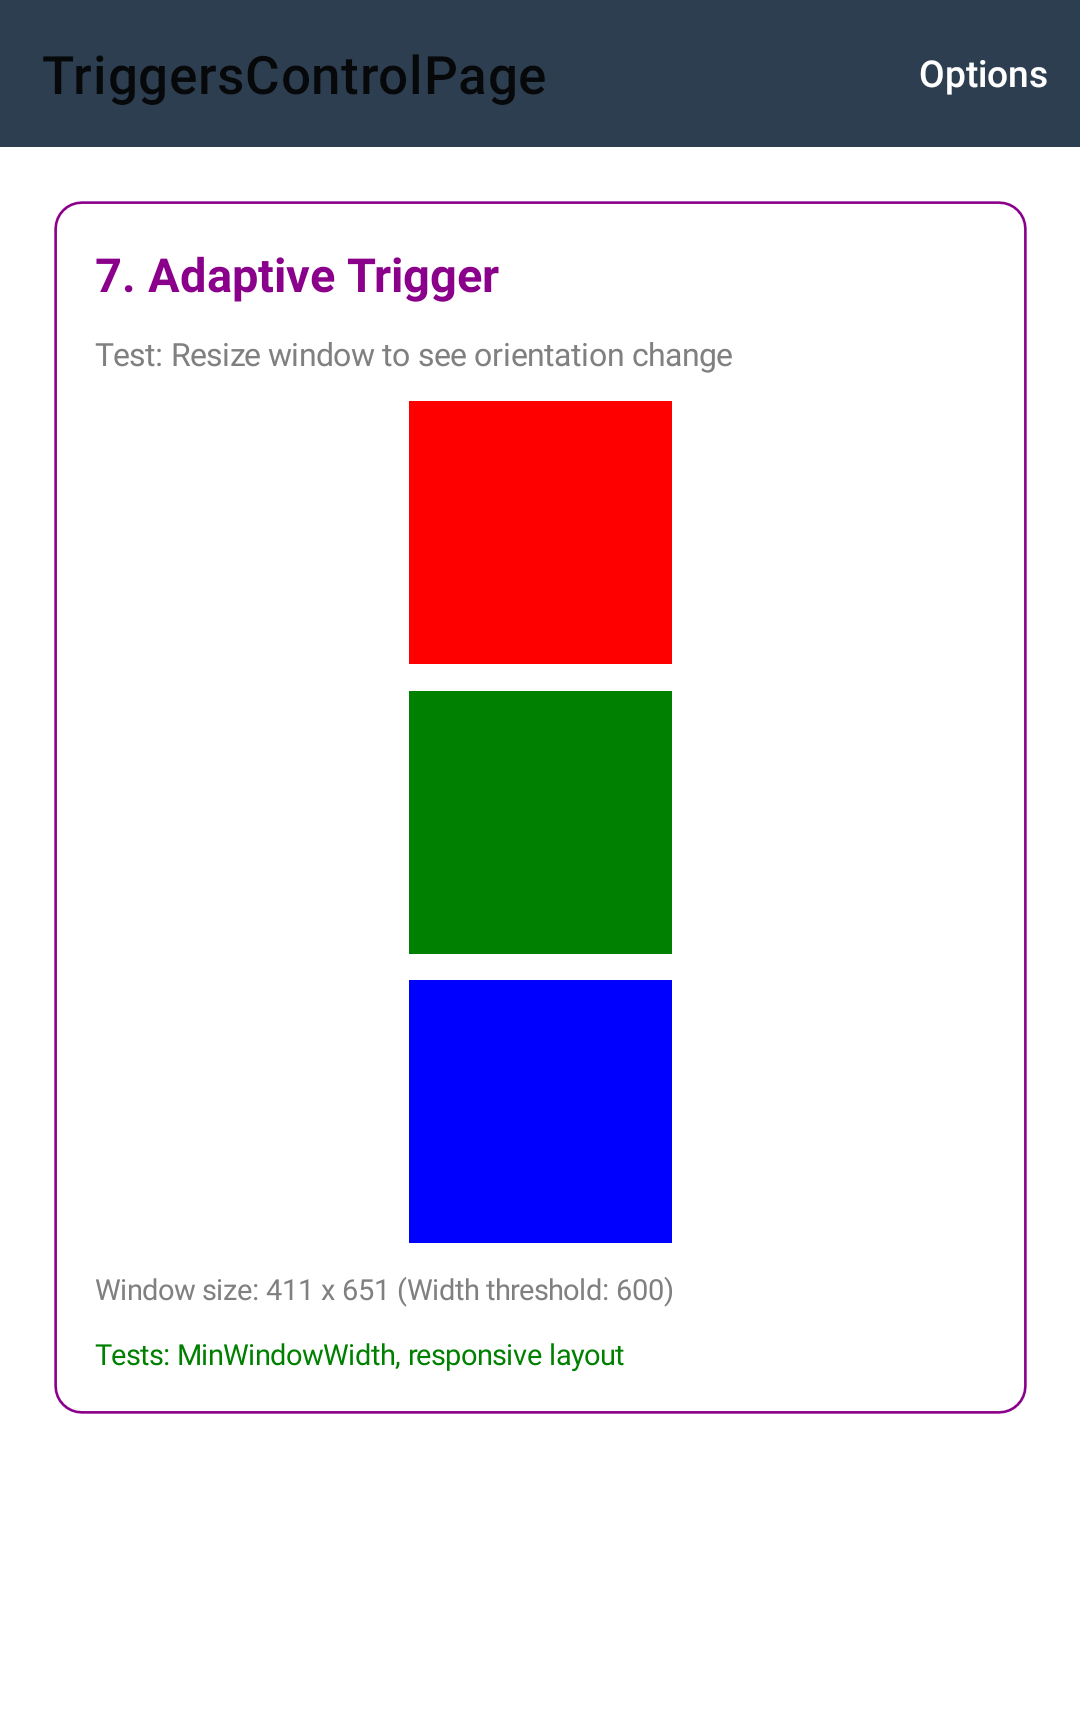 TriggersControlPage
Options
7. Adaptive Trigger
Test: Resize window to see orientation change
Window size: 411 x 651 (Width threshold: 600)
Tests: MinWindowWidth, responsive layout